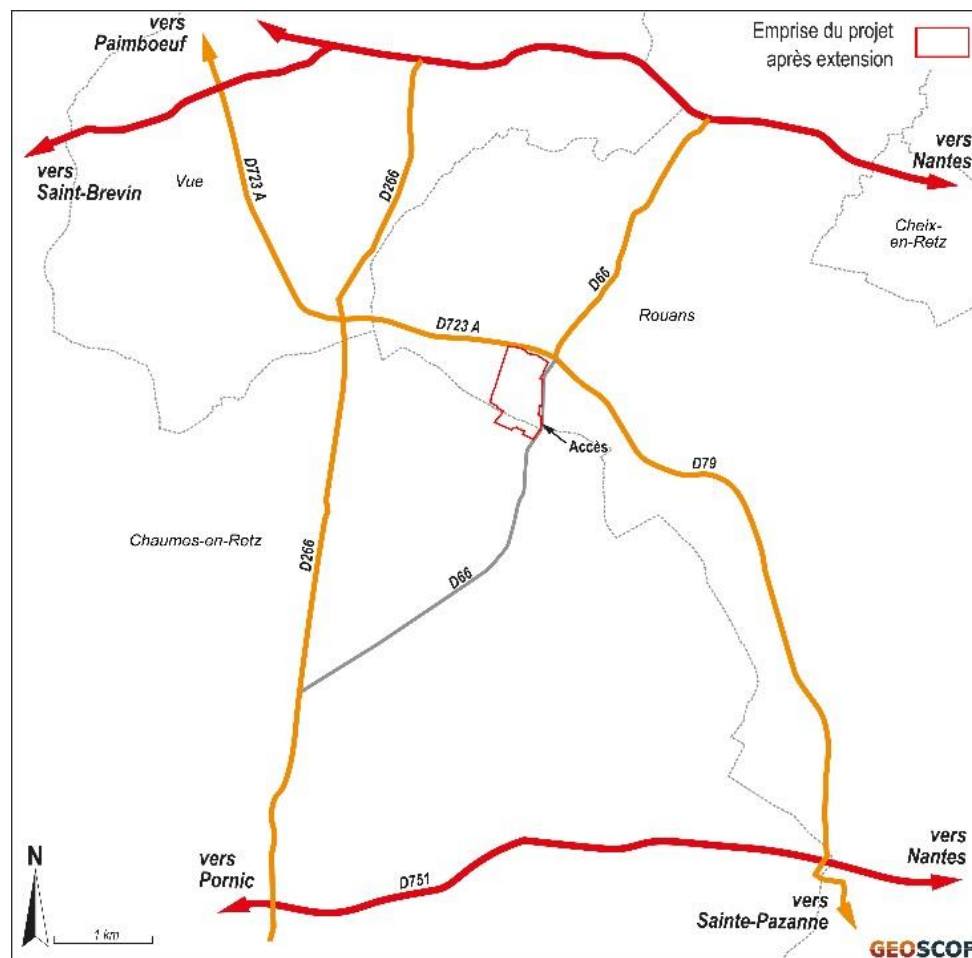 vers
Paimboeuf
Emprise du projet
après extension
vers
Saint-Brevin
Vue
D723 A
D266
vers
Nantes
Cheix-
en-Retz
D66
Rouans
D723 A
Accès
D79
Chaumes-en-Retz
D266
D66
vers
Pornic
D751
vers
Nantes
vers
Sainte-Pazanne
N
1 km
GEOSCOP